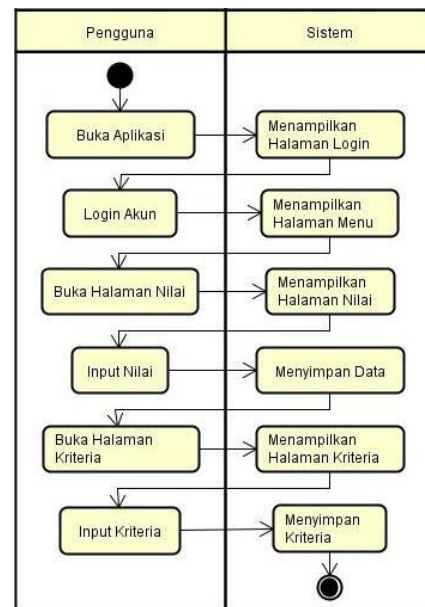 Pengguna
Sistem
Buka Aplikasi
Menampilkan
Halaman Login
Login Akun
Menampilkan
Halaman Menu
Buka Halaman Nilai
Menampilkan
Halaman Nilai
Input Nilai
Menyimpan Data
Buka Halaman
Kriteria
Menampilkan
Halaman Kriteria
Input Kriteria
Menyimpan
Kriteria